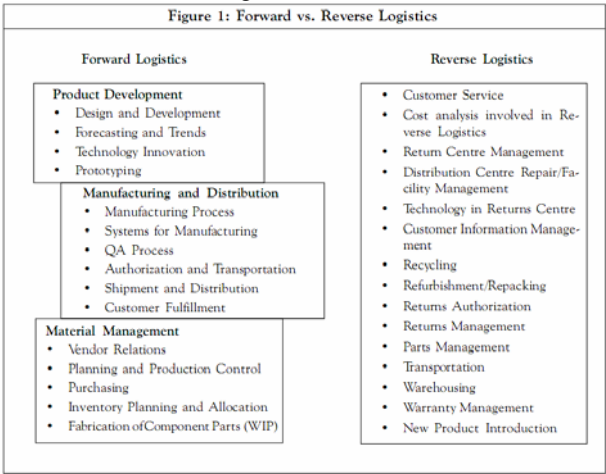 Figure 1: Forward vs. Reverse Logistics
Forward Logistics
Product Development
• Design and Development
• Forecasting and Trends
• Technology Innovation
• Prototyping
Manufacturing and Distribution
• Manufacturing Process
• Systems for Manufacturing
• QA Process
• Authorization and Transportation
• Shipment and Distribution
• Customer Fulfillment
Material Management
• Vendor Relations
• Planning and Production Control
• Purchasing
• Inventory Planning and Allocation
• Fabrication of Component Parts (WIP)
Reverse Logistics
• Customer Service
• Cost analysis involved in Re-
verse Logistics
• Return Centre Management
• Distribution Centre Repair/Fa-
cility Management
• Technology in Returns Centre
• Customer Information Manage-
ment
• Recycling
• Refurbishment/Repacking
• Returns Authorization
• Returns Management
• Parts Management
• Transportation
• Warehousing
• Warranty Management
• New Product Introduction